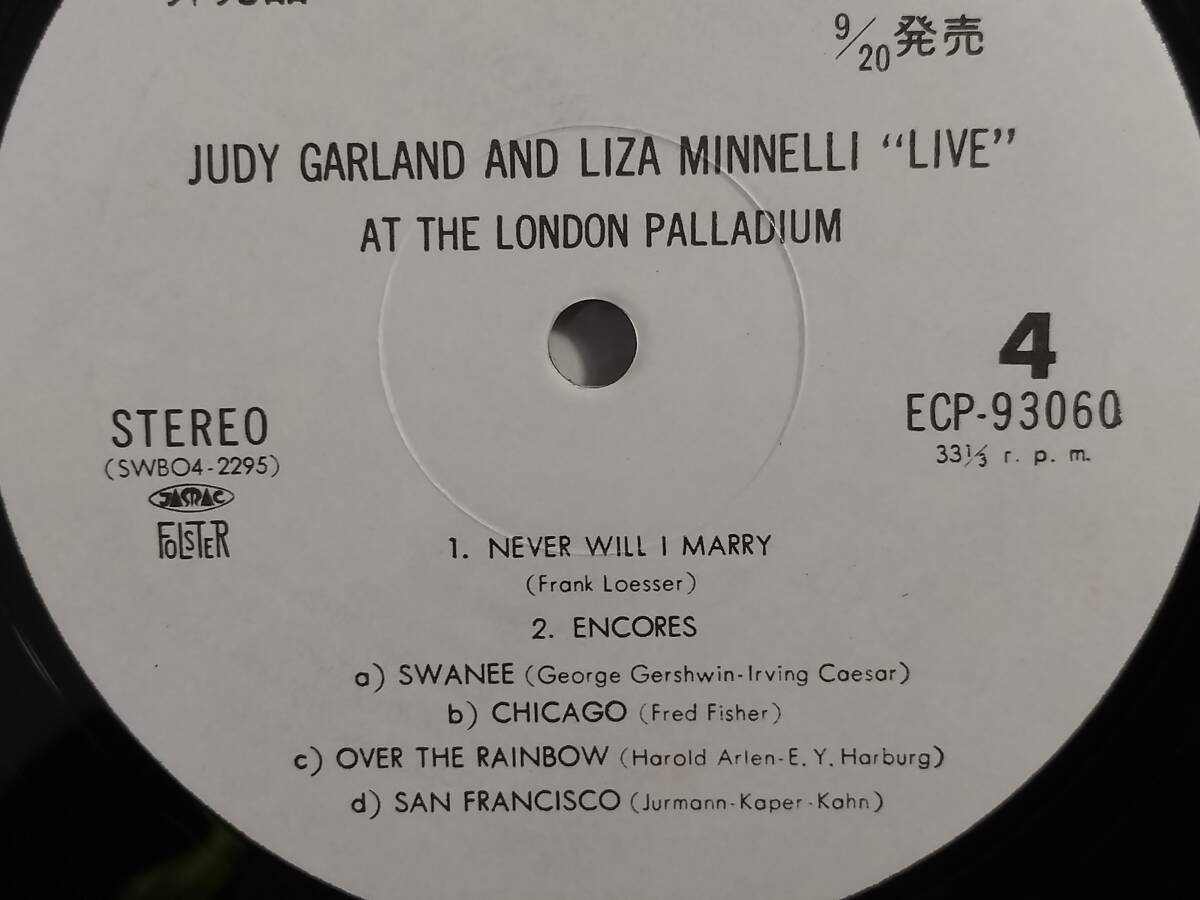 9/20発売
JUDY GARLAND AND LIZA MINNELLI “LIVE”
AT THE LONDON PALLADIUM
4
STEREO
ECP-93060
(SWBO4-2295)
33⅓ r. p. m.
JASRAC
FOLSTER
1. NEVER WILL I MARRY
(Frank Loesser)
2. ENCORES
a) SWANEE (George Gershwin-Irving Caesar)
b) CHICAGO (Fred Fisher)
c) OVER THE RAINBOW (Harold Arlen-E. Y. Harburg)
d) SAN FRANCISCO (Jurmann-Kaper-Kahn)